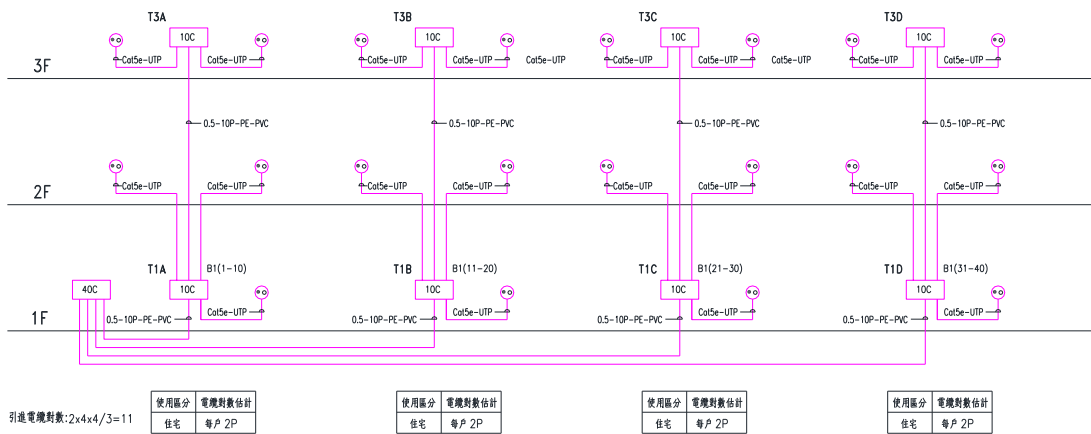 T3A T3B T3C T3D
10C 10C 10C 10C
Cat5e-UTP Cat5e-UTP Cat5e-UTP Cat5e-UTP Cat5e-UTP Cat5e-UTP Cat5e-UTP Cat5e-UTP Cat5e-UTP Cat5e-UTP
3F
0.5-10P-PE-PVC 0.5-10P-PE-PVC 0.5-10P-PE-PVC 0.5-10P-PE-PVC
Cat5e-UTP Cat5e-UTP Cat5e-UTP Cat5e-UTP Cat5e-UTP Cat5e-UTP Cat5e-UTP Cat5e-UTP
2F
T1A B1(1-10) T1B B1(11-20) T1C B1(21-30) T1D B1(31-40)
40C 10C 10C 10C 10C
Cat5e-UTP Cat5e-UTP Cat5e-UTP Cat5e-UTP
1F 0.5-10P-PE-PVC 0.5-10P-PE-PVC 0.5-10P-PE-PVC 0.5-10P-PE-PVC
使用區分 電纜對數估計 使用區分 電纜對數估計 使用區分 電纜對數估計 使用區分 電纜對數估計
引進電纜對數:2x4x4/3=11
住宅 每戶 2P 住宅 每戶 2P 住宅 每戶 2P 住宅 每戶 2P